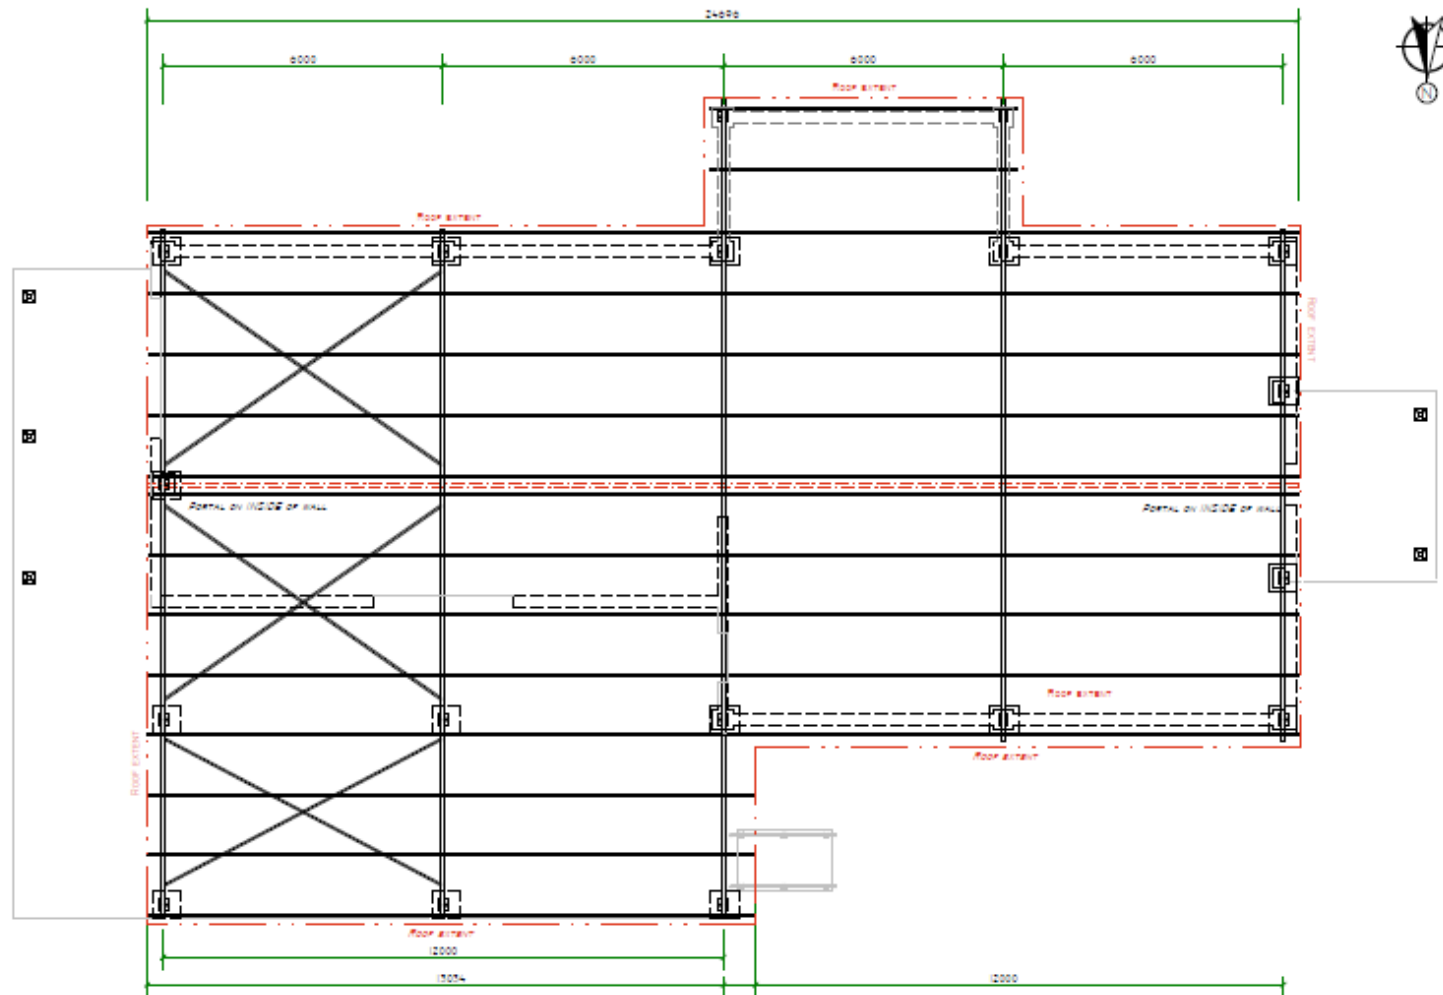 24696
6000 6000 6000 6000
N
Roof extent
Roof extent
Roof extent
Portal on INSIDE of wall Portal on INSIDE of wall
Roof extent
Roof extent
Roof extent
Roof extent
12000
13034 12000